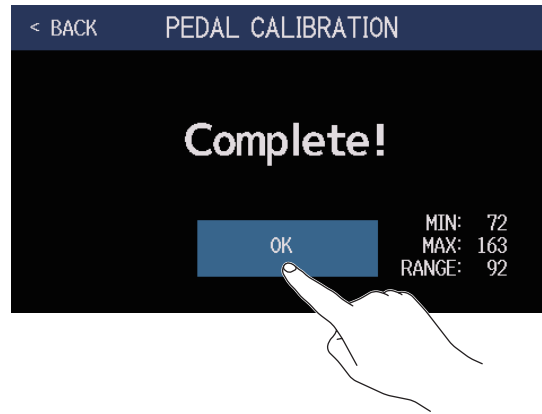 < BACK PEDAL CALIBRATION
Complete!
OK
MIN: 72
MAX: 163
RANGE: 92